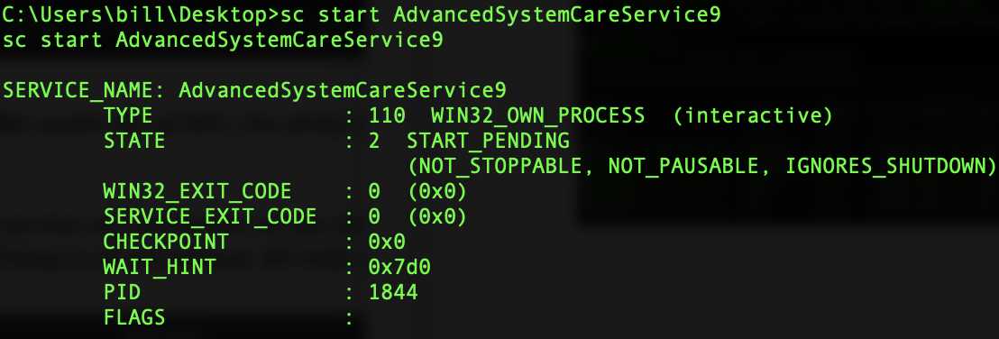 C:\Users\bill\Desktop>sc start AdvancedSystemCareService9
sc start AdvancedSystemCareService9
SERVICE_NAME: AdvancedSystemCareService9
TYPE : 110 WIN32_OWN_PROCESS (interactive)
STATE : 2 START_PENDING
(NOT_STOPPABLE, NOT_PAUSABLE, IGNORES_SHUTDOWN)
WIN32_EXIT_CODE : 0 (0x0)
SERVICE_EXIT_CODE : 0 (0x0)
CHECKPOINT : 0x0
WAIT_HINT : 0x7d0
PID : 1844
FLAGS :